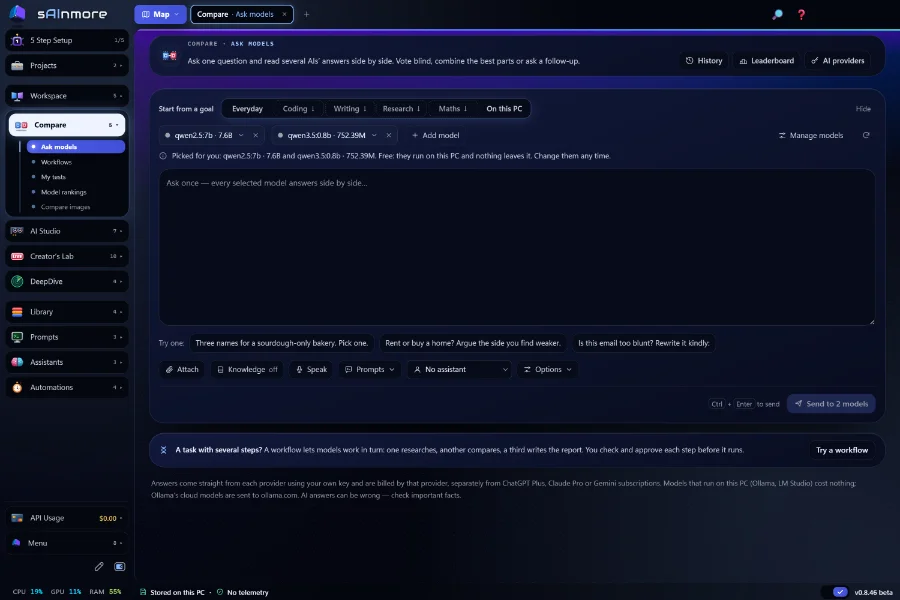 sAInmore
Map
Compare · Ask models ×
5 Step Setup 1/5
Projects
Workspace 5
Compare
Ask models
Workflows
My tests
Model rankings
Compare images
AI Studio 7
Creator's Lab
DeepDive
Library
Prompts
Assistants
Automations
API Usage $0.00
Menu
CPU 19% GPU 11% RAM 55%
COMPARE · ASK MODELS
Ask one question and read several AIs' answers side by side. Vote blind, combine the best parts or ask a follow-up.
History
Leaderboard
AI providers
Start from a goal
Everyday
Coding ↓
Writing ↓
Research ↓
Maths ↓
On this PC
Hide
qwen2.5:7b · 7.6B ×
qwen3.5:0.8b · 752.39M ×
+ Add model
Manage models
Picked for you: qwen2.5:7b · 7.6B and qwen3.5:0.8b · 752.39M. Free: they run on this PC and nothing leaves it. Change them any time.
Ask once — every selected model answers side by side...
Try one:
Three names for a sourdough-only bakery. Pick one.
Rent or buy a home? Argue the side you find weaker.
Is this email too blunt? Rewrite it kindly:
Attach
Knowledge off
Speak
Prompts
No assistant
Options
Ctrl + Enter to send
Send to 2 models
A task with several steps? A workflow lets models work in turn: one researches, another compares, a third writes the report. You check and approve each step before it runs.
Try a workflow
Answers come straight from each provider using your own key and are billed by that provider, separately from ChatGPT Plus, Claude Pro or Gemini subscriptions. Models that run on this PC (Ollama, LM Studio) cost nothing;
Ollama's cloud models are sent to ollama.com. AI answers can be wrong — check important facts.
Stored on this PC · No telemetry
v0.8.46 beta